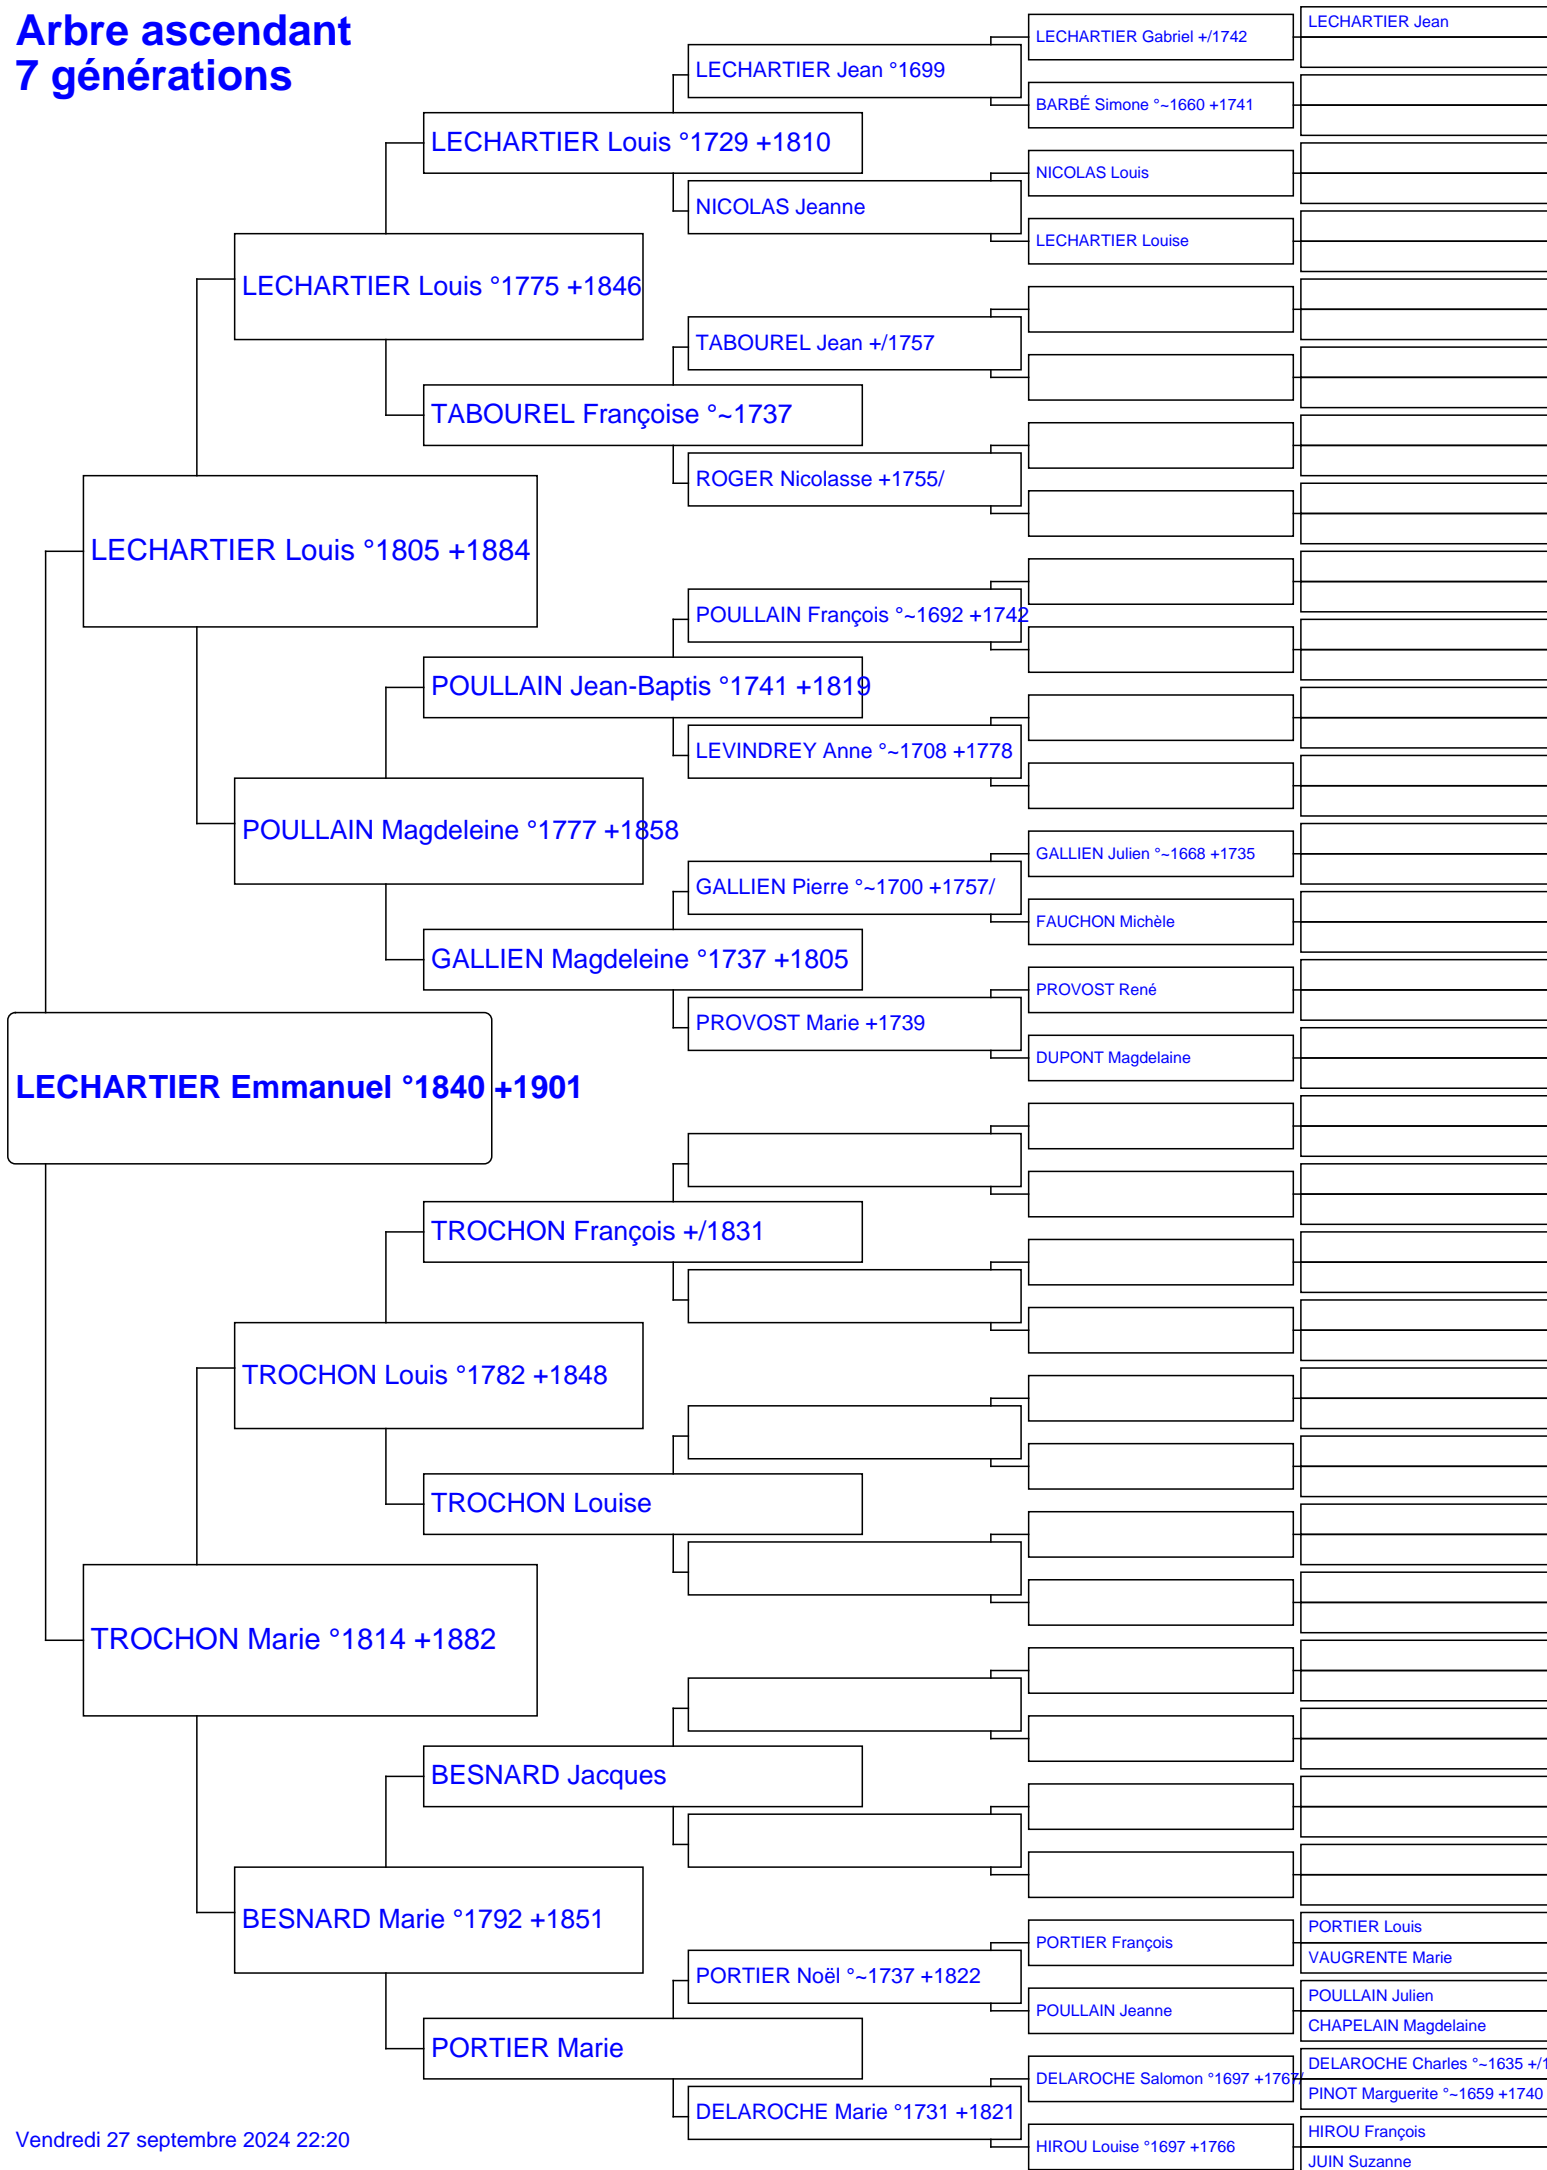 Arbre ascendant
7 générations
LECHARTIER Emmanuel °1840 +1901
LECHARTIER Louis °1805 +1884
TROCHON Marie °1814 +1882
LECHARTIER Louis °1775 +1846
POULLAIN Magdeleine °1777 +1858
TROCHON Louis °1782 +1848
BESNARD Marie °1792 +1851
LECHARTIER Louis °1729 +1810
TABOUREL Françoise °~1737
POULLAIN Jean-Baptis °1741 +1819
GALLIEN Magdeleine °1737 +1805
TROCHON François +/1831
TROCHON Louise
BESNARD Jacques
PORTIER Marie
LECHARTIER Jean °1699
NICOLAS Jeanne
TABOUREL Jean +/1757
ROGER Nicolasse +1755/
POULLAIN François °~1692 +1742
LEVINDREY Anne °~1708 +1778
GALLIEN Pierre °~1700 +1757/
PROVOST Marie +1739
PORTIER Noël °~1737 +1822
DELAROCHE Marie °1731 +1821
LECHARTIER Gabriel +/1742
BARBÉ Simone °~1660 +1741
NICOLAS Louis
LECHARTIER Louise
GALLIEN Julien °~1668 +1735
FAUCHON Michèle
PROVOST René
DUPONT Magdelaine
PORTIER François
POULLAIN Jeanne
DELAROCHE Salomon °1697 +1767/
HIROU Louise °1697 +1766
LECHARTIER Jean
PORTIER Louis
VAUGRENTE Marie
POULLAIN Julien
CHAPELAIN Magdelaine
DELAROCHE Charles °~1635 +/1
PINOT Marguerite °~1659 +1740
HIROU François
JUIN Suzanne
Vendredi 27 septembre 2024 22:20